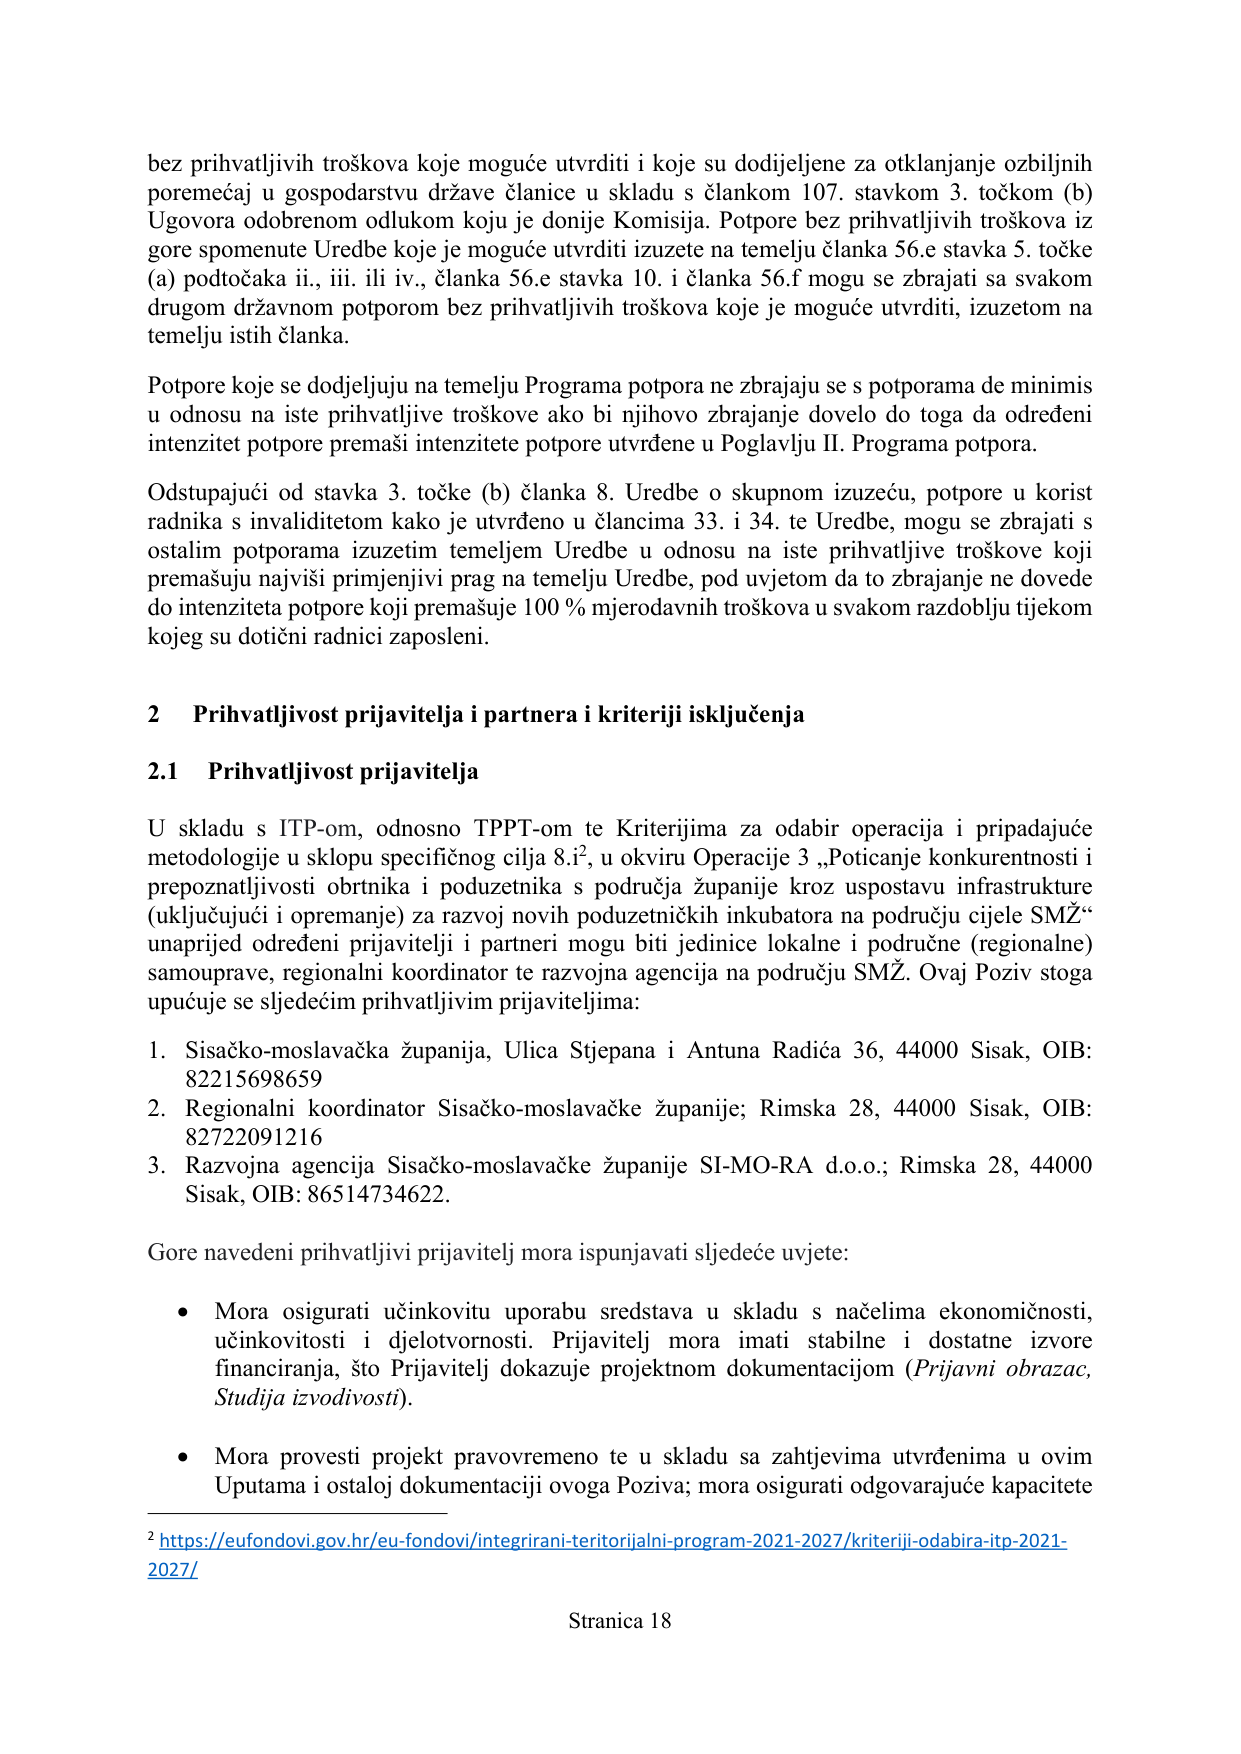 bez prihvatljivih troškova koje moguće utvrditi i koje su dodijeljene za otklanjanje ozbiljnih
poremećaj u gospodarstvu države članice u skladu s člankom 107. stavkom 3. točkom (b)
Ugovora odobrenom odlukom koju je donije Komisija. Potpore bez prihvatljivih troškova iz
gore spomenute Uredbe koje je moguće utvrditi izuzete na temelju članka 56.e stavka 5. točke
(a) podtočaka ii., iii. ili iv., članka 56.e stavka 10. i članka 56.f mogu se zbrajati sa svakom
drugom državnom potporom bez prihvatljivih troškova koje je moguće utvrditi, izuzetom na
temelju istih članka.
Potpore koje se dodjeljuju na temelju Programa potpora ne zbrajaju se s potporama de minimis
u odnosu na iste prihvatljive troškove ako bi njihovo zbrajanje dovelo do toga da određeni
intenzitet potpore premaši intenzitete potpore utvrđene u Poglavlju II. Programa potpora.
Odstupajući od stavka 3. točke (b) članka 8. Uredbe o skupnom izuzeću, potpore u korist
radnika s invaliditetom kako je utvrđeno u člancima 33. i 34. te Uredbe, mogu se zbrajati s
ostalim potporama izuzetim temeljem Uredbe u odnosu na iste prihvatljive troškove koji
premašuju najviši primjenjivi prag na temelju Uredbe, pod uvjetom da to zbrajanje ne dovede
do intenziteta potpore koji premašuje 100 % mjerodavnih troškova u svakom razdoblju tijekom
kojeg su dotični radnici zaposleni.
2 Prihvatljivost prijavitelja i partnera i kriteriji isključenja
2.1 Prihvatljivost prijavitelja
U skladu s ITP-om, odnosno TPPT-om te Kriterijima za odabir operacija i pripadajuće
metodologije u sklopu specifičnog cilja 8.i2, u okviru Operacije 3 „Poticanje konkurentnosti i
prepoznatljivosti obrtnika i poduzetnika s područja županije kroz uspostavu infrastrukture
(uključujući i opremanje) za razvoj novih poduzetničkih inkubatora na području cijele SMŽ“
unaprijed određeni prijavitelji i partneri mogu biti jedinice lokalne i područne (regionalne)
samouprave, regionalni koordinator te razvojna agencija na području SMŽ. Ovaj Poziv stoga
upućuje se sljedećim prihvatljivim prijaviteljima:
1. Sisačko-moslavačka županija, Ulica Stjepana i Antuna Radića 36, 44000 Sisak, OIB:
82215698659
2. Regionalni koordinator Sisačko-moslavačke županije; Rimska 28, 44000 Sisak, OIB:
82722091216
3. Razvojna agencija Sisačko-moslavačke županije SI-MO-RA d.o.o.; Rimska 28, 44000
Sisak, OIB: 86514734622.
Gore navedeni prihvatljivi prijavitelj mora ispunjavati sljedeće uvjete:
• Mora osigurati učinkovitu uporabu sredstava u skladu s načelima ekonomičnosti,
učinkovitosti i djelotvornosti. Prijavitelj mora imati stabilne i dostatne izvore
financiranja, što Prijavitelj dokazuje projektnom dokumentacijom (Prijavni obrazac,
Studija izvodivosti).
• Mora provesti projekt pravovremeno te u skladu sa zahtjevima utvrđenima u ovim
Uputama i ostaloj dokumentaciji ovoga Poziva; mora osigurati odgovarajuće kapacitete
2 https://eufondovi.gov.hr/eu-fondovi/integrirani-teritorijalni-program-2021-2027/kriteriji-odabira-itp-2021-
2027/
Stranica 18